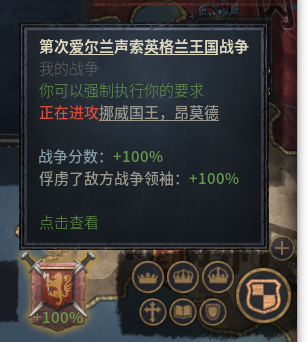 第次爱尔兰声索英格兰王国战争
我的战争
你可以强制执行你的要求
正在进攻挪威国王，昂莫德
战争分数：+100%
俘虏了敌方战争领袖：+100%
点击查看
+100%